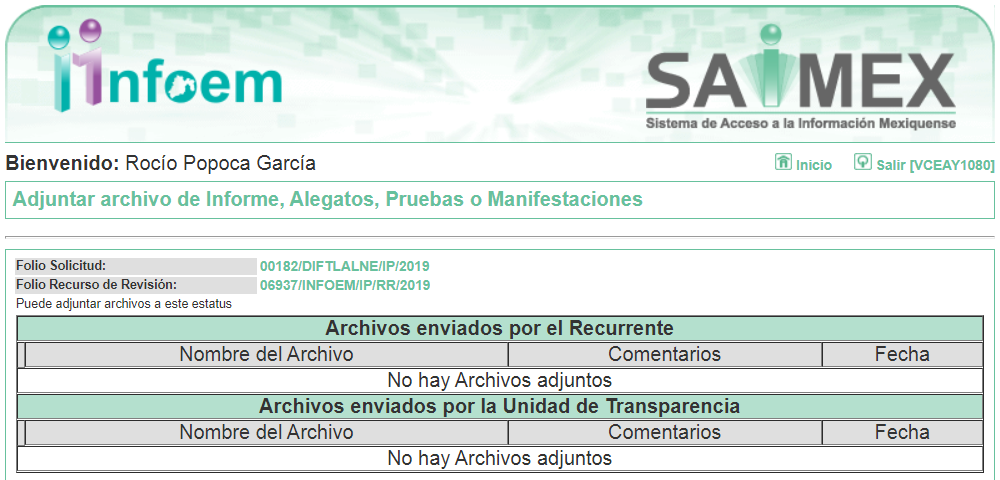 infoem
SAIMEX
Sistema de Acceso a la Información Mexiquense
Bienvenido: Rocío Popoca García
Inicio Salir [VCEAY1080]
Adjuntar archivo de Informe, Alegatos, Pruebas o Manifestaciones
Folio Solicitud: 00182/DIFTLALNE/IP/2019
Folio Recurso de Revisión: 06937/INFOEM/IP/RR/2019
Puede adjuntar archivos a este estatus
Archivos enviados por el Recurrente
Nombre del Archivo Comentarios Fecha
No hay Archivos adjuntos
Archivos enviados por la Unidad de Transparencia
Nombre del Archivo Comentarios Fecha
No hay Archivos adjuntos